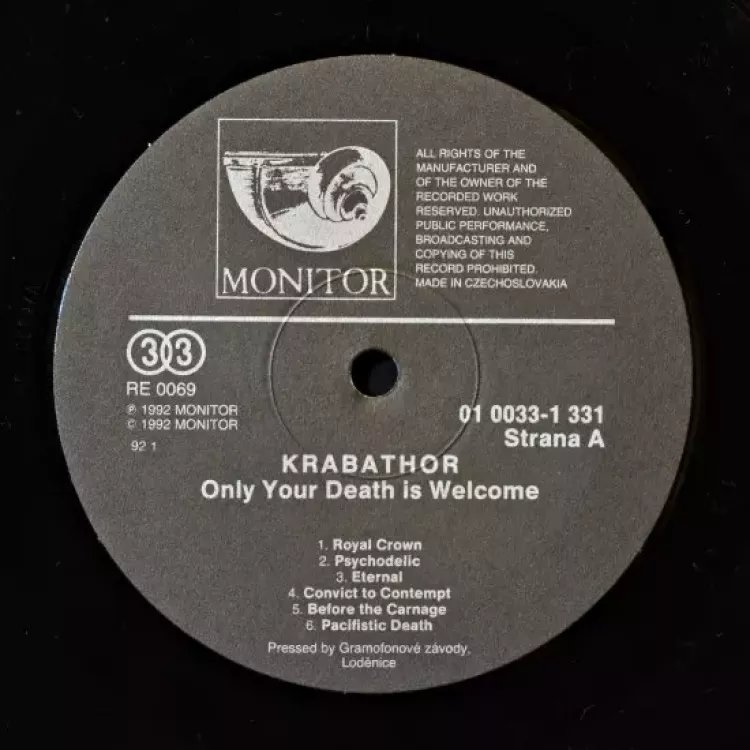 MONITOR
ALL RIGHTS OF THE
MANUFACTURER AND
OF THE OWNER OF THE
RECORDED WORK
RESERVED. UNAUTHORIZED
PUBLIC PERFORMANCE,
BROADCASTING AND
COPYING OF THIS
RECORD PROHIBITED.
MADE IN CZECHOSLOVAKIA
33
RE 0069
℗ 1992 MONITOR
© 1992 MONITOR
92 1
01 0033-1 331
Strana A
KRABATHOR
Only Your Death is Welcome
1. Royal Crown
2. Psychodelic
3. Eternal
4. Convict to Contempt
5. Before the Carnage
6. Pacifistic Death
Pressed by Gramofonové závody,
Loděnice